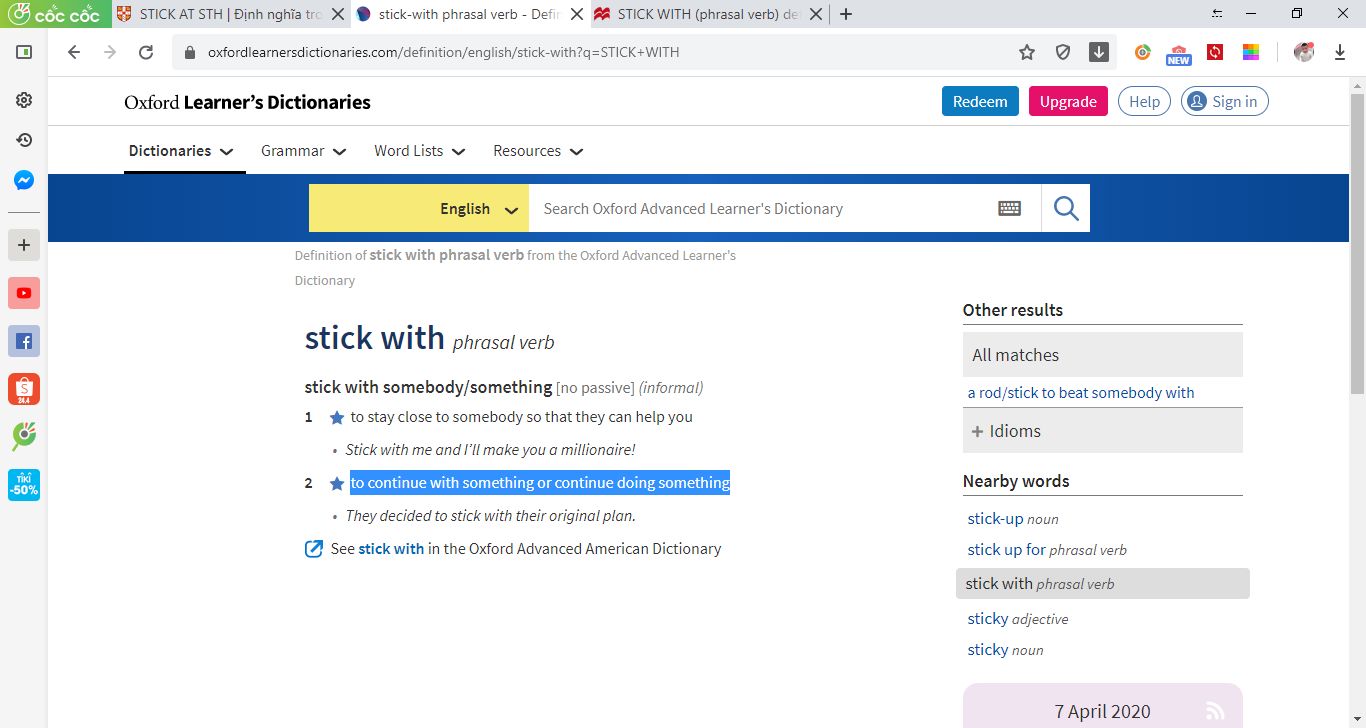 cốc cốc
STICK AT STH | Định nghĩa tro
stick-with phrasal verb - Defin
STICK WITH (phrasal verb) de
oxfordlearnersdictionaries.com/definition/english/stick-with?q=STICK+WITH
NEW
Oxford Learner's Dictionaries
Redeem
Upgrade
Help
Sign in
Dictionaries
Grammar
Word Lists
Resources
English
Search Oxford Advanced Learner's Dictionary
Definition of stick with phrasal verb from the Oxford Advanced Learner's
Dictionary
stick with phrasal verb
stick with somebody/something [no passive] (informal)
1 to stay close to somebody so that they can help you
• Stick with me and I'll make you a millionaire!
2 to continue with something or continue doing something
• They decided to stick with their original plan.
See stick with in the Oxford Advanced American Dictionary
Other results
All matches
a rod/stick to beat somebody with
+ Idioms
Nearby words
stick-up noun
stick up for phrasal verb
stick with phrasal verb
sticky adjective
sticky noun
7 April 2020
24.4
TIKI
-50%